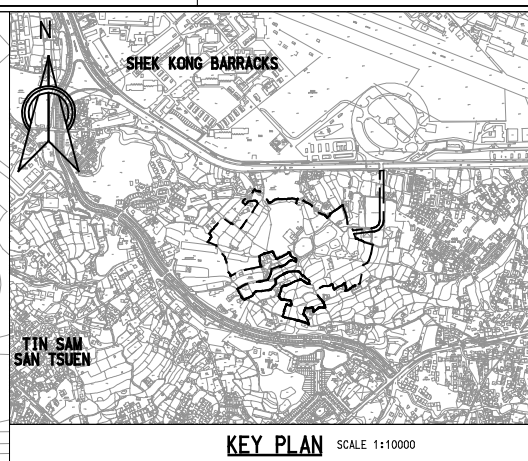 N
SHEK KONG BARRACKS
TIN SAM
SAN TSUEN
KEY PLAN SCALE 1:10000